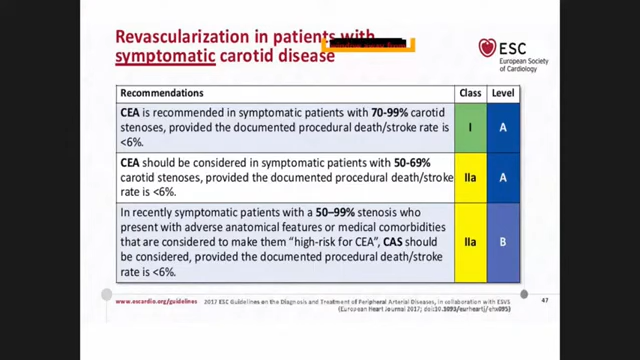 Revascularization in patients with
symptomatic carotid disease
ESC
European Society
of Cardiology
Recommendations Class Level
CEA is recommended in symptomatic patients with 70-99% carotid
stenoses, provided the documented procedural death/stroke rate is
<6%.
I A
CEA should be considered in symptomatic patients with 50-69%
carotid stenoses, provided the documented procedural death/stroke
rate is <6%.
IIa A
In recently symptomatic patients with a 50–99% stenosis who
present with adverse anatomical features or medical comorbidities
that are considered to make them "high-risk for CEA", CAS should
be considered, provided the documented procedural death/stroke
rate is <6%.
IIa B
www.escardio.org/guidelines 2017 ESC Guidelines on the Diagnosis and Treatment of Peripheral Arterial Diseases, in collaboration with ESVS 47
(European Heart Journal 2017; doi:10.1093/eurheartj/ehx095)